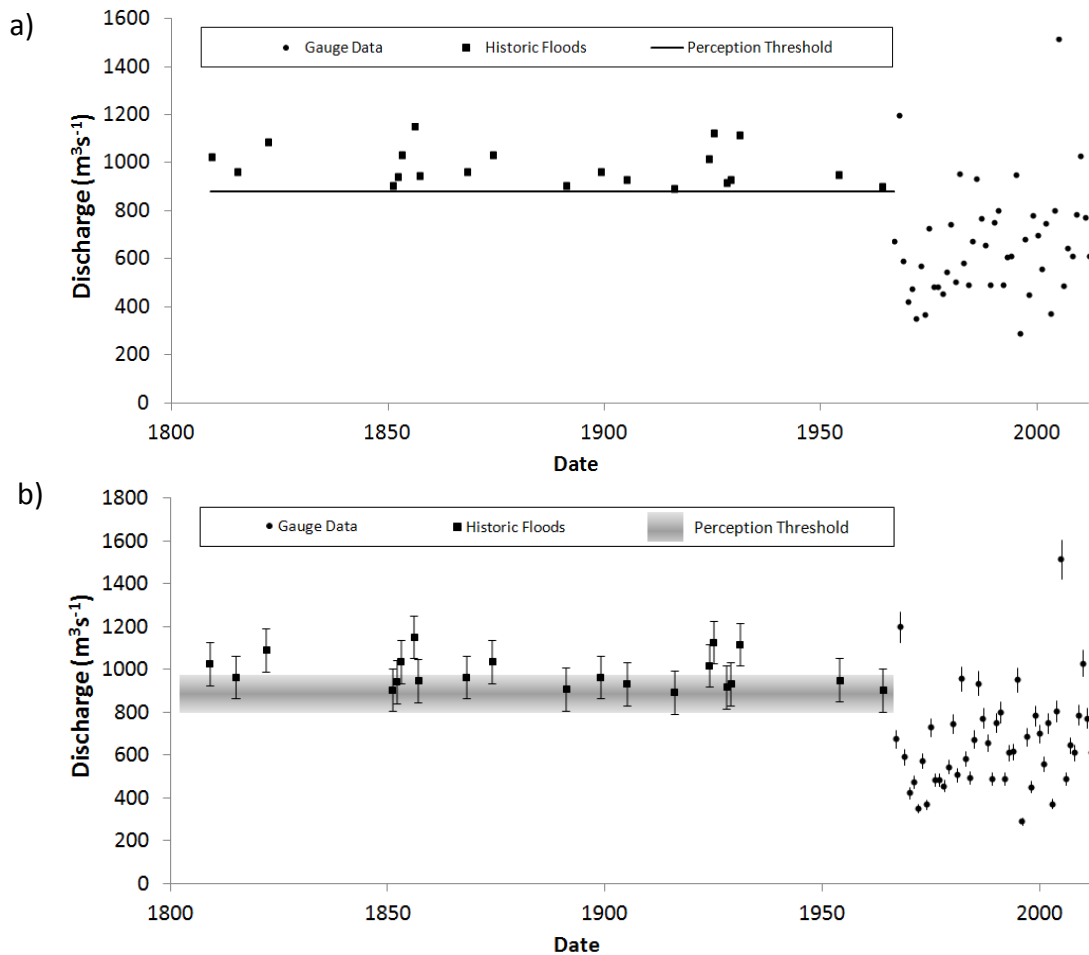 a)
1600
Gauge Data
Historic Floods
Perception Threshold
1400
1200
1000
800
600
400
200
0
Discharge (m³s⁻¹)
1800
1850
1900
1950
2000
Date
b)
1800
Gauge Data
Historic Floods
Perception Threshold
1600
1400
1200
1000
800
600
400
200
0
Discharge (m³s⁻¹)
1800
1850
1900
1950
2000
Date